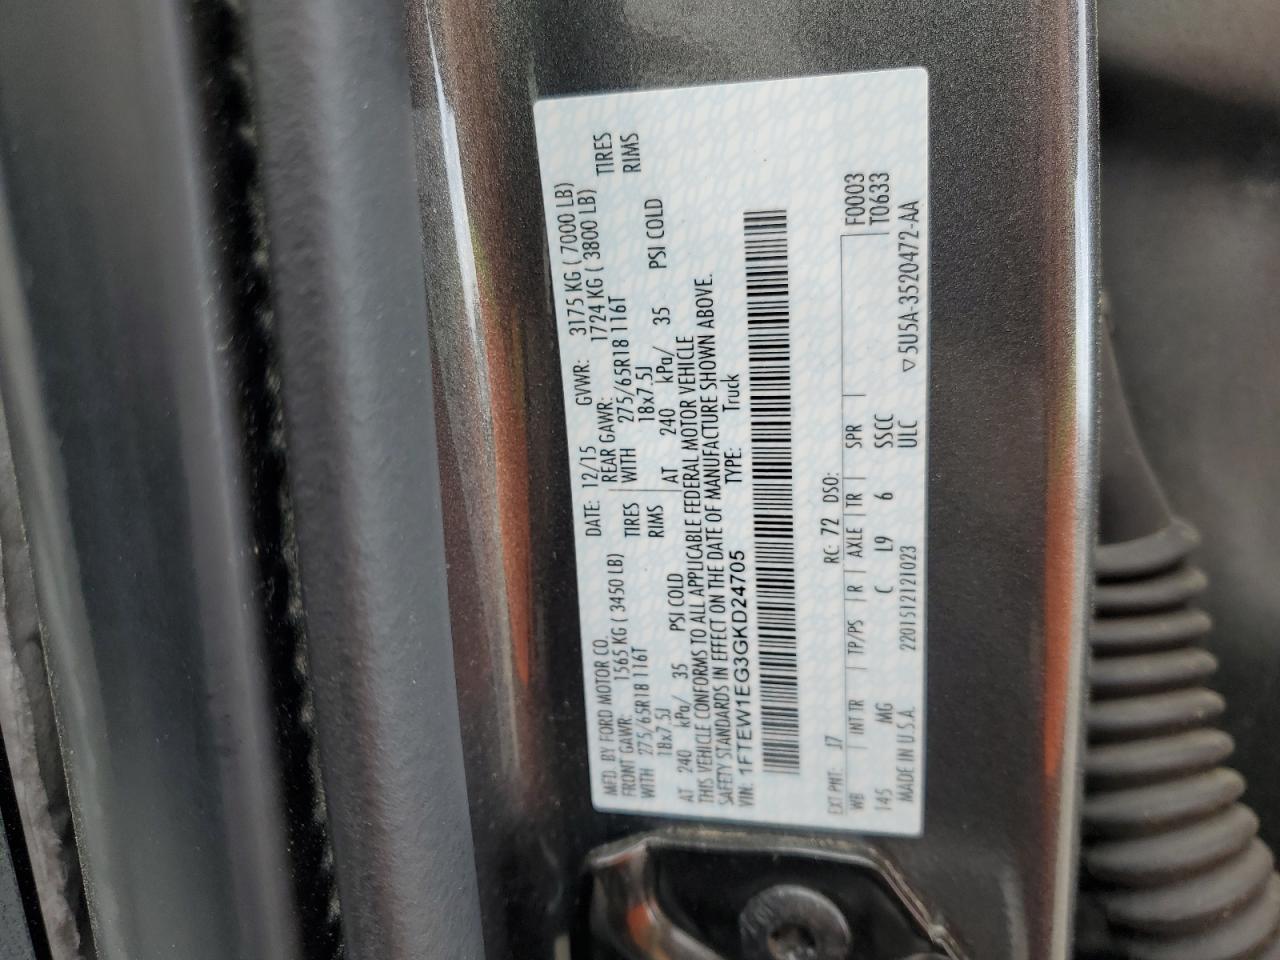 MFD. BY FORD MOTOR CO. DATE: 12/15 GVWR: 3175 KG ( 7000 LB)
FRONT GAWR: 1565 KG ( 3450 LB) REAR GAWR: 1724 KG ( 3800 LB)
WITH 275/65R18 116T TIRES WITH 275/65R18 116T TIRES
18x7.5J RIMS 18x7.5J RIMS
AT 240 kPa/ 35 PSI COLD AT 240 kPa/ 35 PSI COLD
THIS VEHICLE CONFORMS TO ALL APPLICABLE FEDERAL MOTOR VEHICLE
SAFETY STANDARDS IN EFFECT ON THE DATE OF MANUFACTURE SHOWN ABOVE.
VIN: 1FTEW1EG3GKD24705 TYPE: Truck
EXT PNT: J7 RC: 72 DSO: F0003
WB INT TR TP/PS R AXLE TR SPR T0633
145 MG C L9 6 SSCC
MADE IN U.S.A. 2201512121023 ULC ▽ 5U5A-3520472-AA